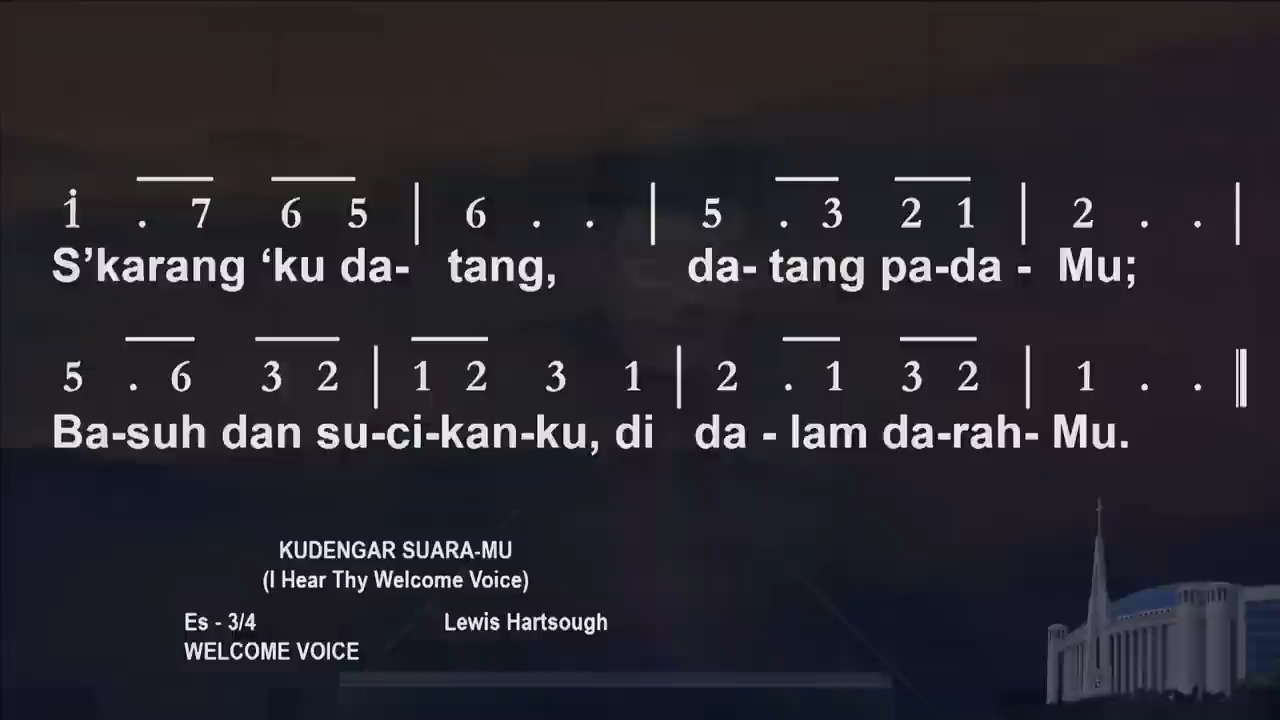 1̇ . 7 6 5 | 6 . . | 5 . 3 2 1 | 2 . . |
S’karang ‘ku da- tang, da- tang pa-da - Mu;
5 . 6 3 2 | 1 2 3 1 | 2 . 1 3 2 | 1 . . ||
Ba-suh dan su-ci-kan-ku, di da - lam da-rah- Mu.
KUDENGAR SUARA-MU
(I Hear Thy Welcome Voice)
Es - 3/4 Lewis Hartsough
WELCOME VOICE